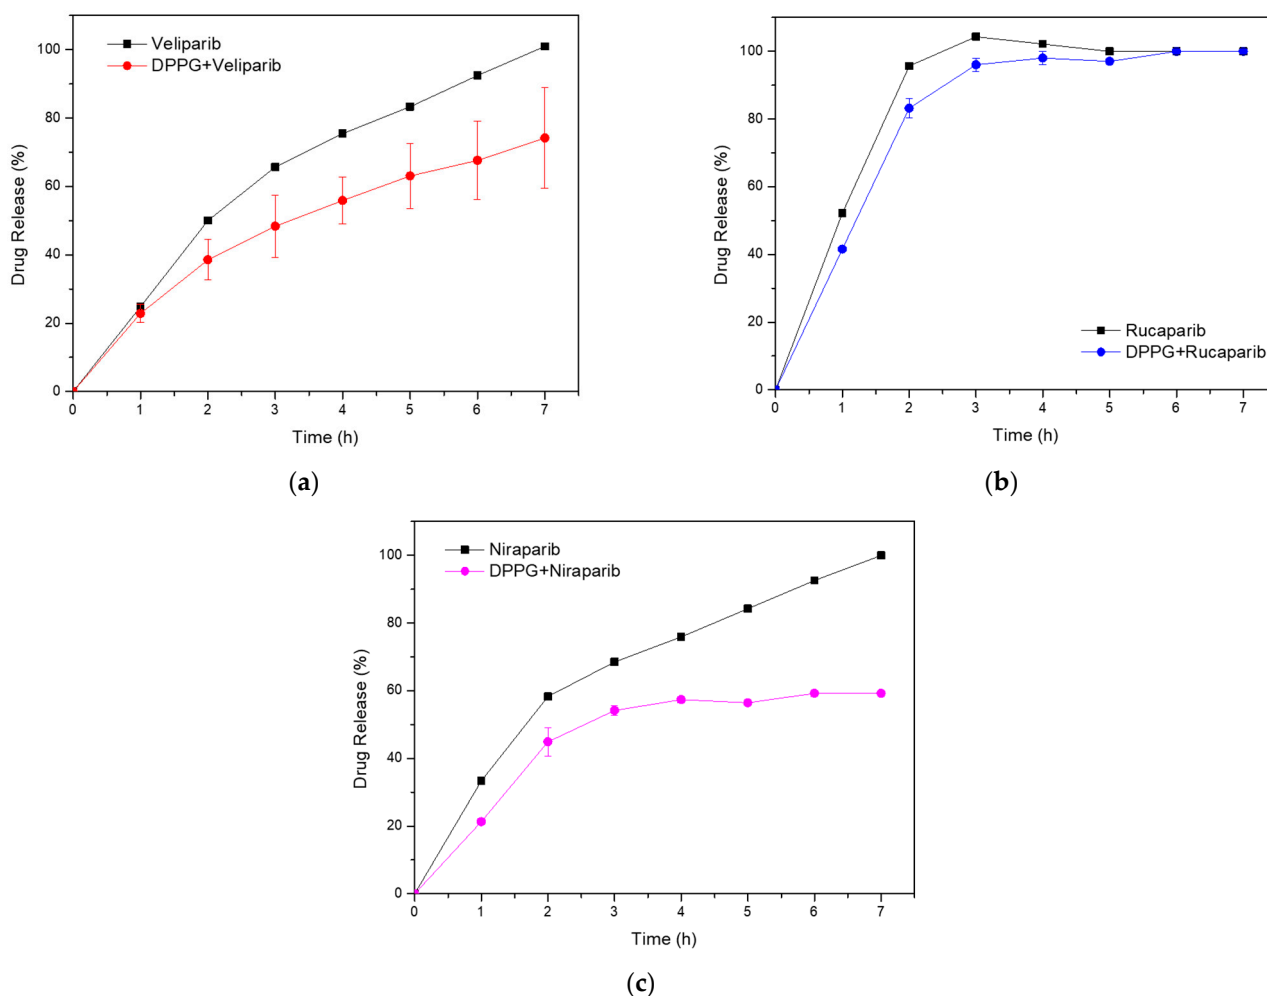 Veliparib
DPPG+Veliparib
Drug Release (%)
100
80
60
40
20
0
0 1 2 3 4 5 6 7
Time (h)
(a)
Rucaparib
DPPG+Rucaparib
Drug Release (%)
100
80
60
40
20
0
0 1 2 3 4 5 6 7
Time (h)
(b)
Niraparib
DPPG+Niraparib
Drug Release (%)
100
80
60
40
20
0
0 1 2 3 4 5 6 7
Time (h)
(c)